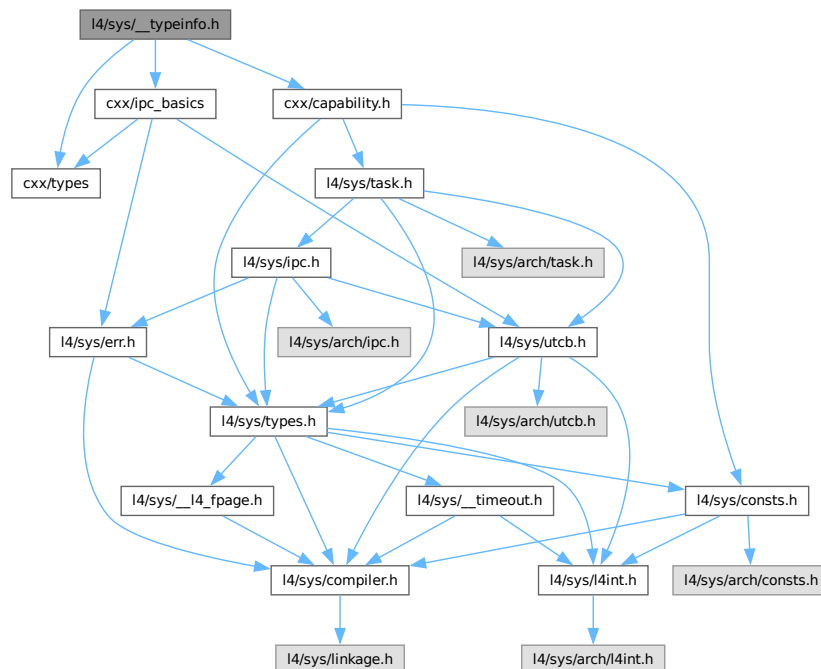 l4/sys/__typeinfo.h
cxx/ipc_basics
cxx/capability.h
cxx/types
l4/sys/task.h
l4/sys/ipc.h
l4/sys/arch/task.h
l4/sys/err.h
l4/sys/arch/ipc.h
l4/sys/utcb.h
l4/sys/types.h
l4/sys/arch/utcb.h
l4/sys/__l4_fpage.h
l4/sys/__timeout.h
l4/sys/consts.h
l4/sys/compiler.h
l4/sys/l4int.h
l4/sys/arch/consts.h
l4/sys/linkage.h
l4/sys/arch/l4int.h